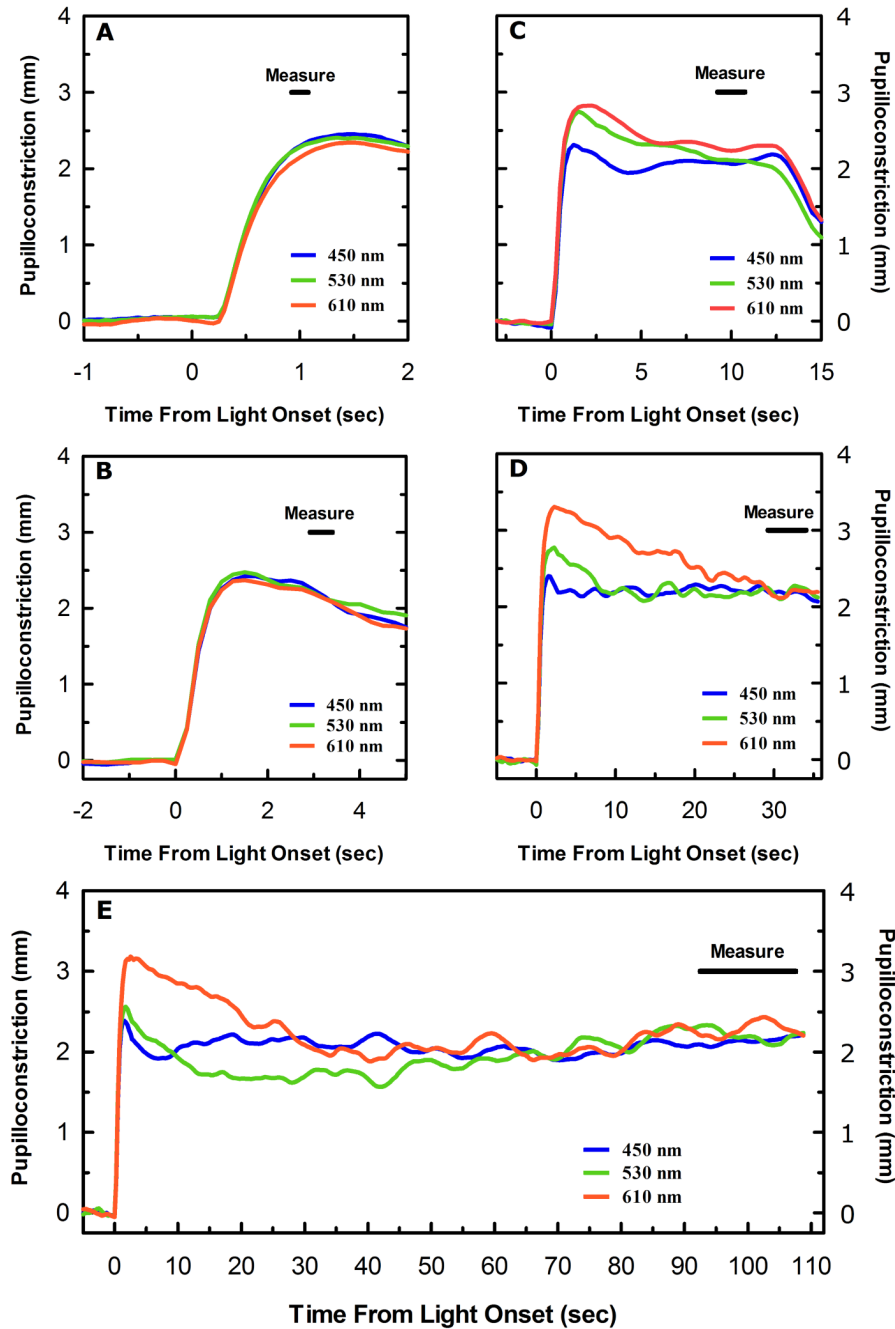 A
Measure
Pupilloconstriction (mm)
4
3
2
1
0
450 nm
530 nm
610 nm
-1
0
1
2
Time From Light Onset (sec)
C
Measure
Pupilloconstriction (mm)
4
3
2
1
0
450 nm
530 nm
610 nm
0
5
10
15
Time From Light Onset (sec)
B
Measure
Pupilloconstriction (mm)
4
3
2
1
0
450 nm
530 nm
610 nm
-2
0
2
4
Time From Light Onset (sec)
D
Measure
Pupilloconstriction (mm)
4
3
2
1
0
450 nm
530 nm
610 nm
0
10
20
30
Time From Light Onset (sec)
E
Measure
Pupilloconstriction (mm)
4
3
2
1
0
Pupilloconstriction (mm)
4
3
2
1
0
450 nm
530 nm
610 nm
0
10
20
30
40
50
60
70
80
90
100
110
Time From Light Onset (sec)